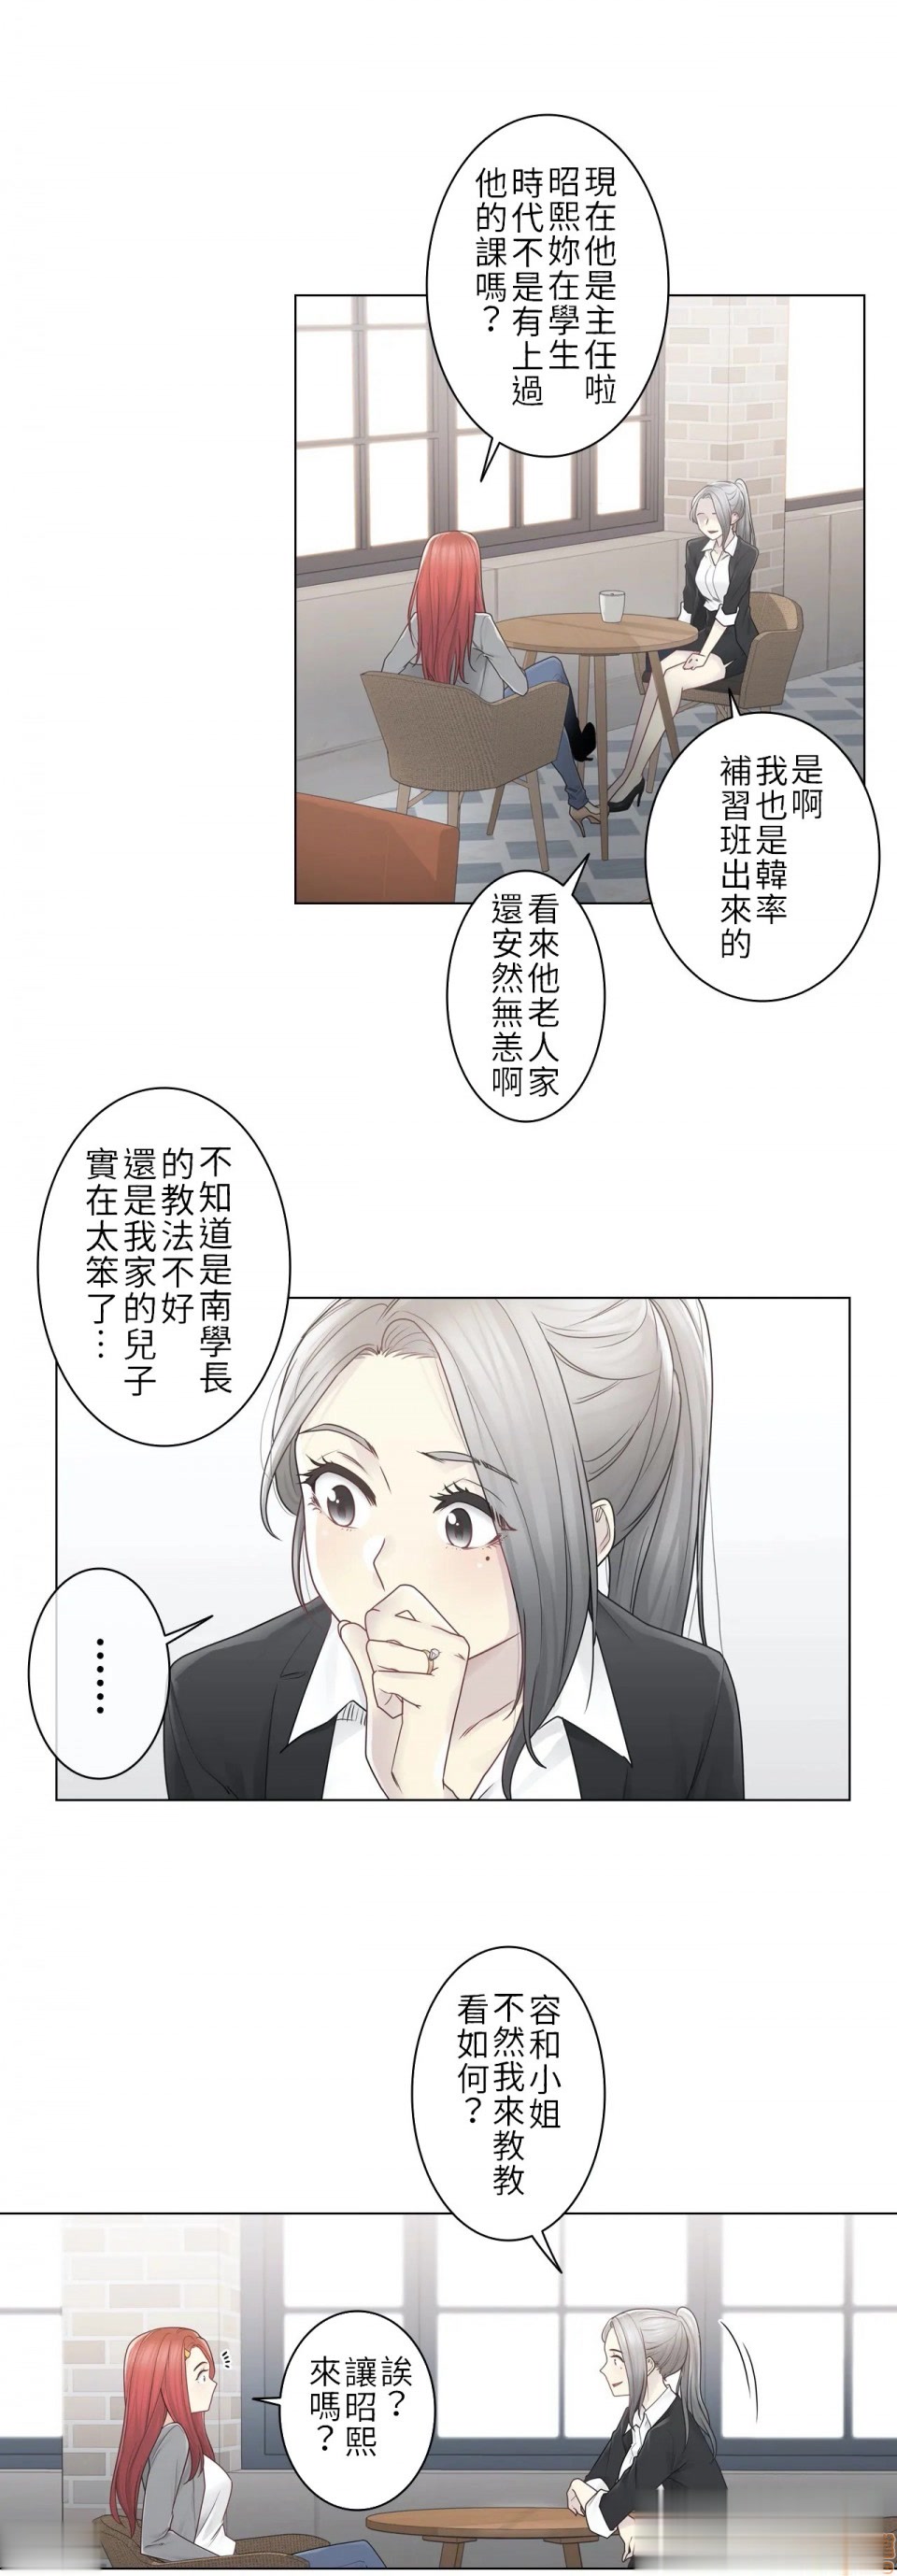 現在他是主任啦
昭熙妳在學生
時代不是有上過
他的課嗎？
是啊
我也是韓率
補習班出來的
看來他老人家
還安然無恙啊
不知道是南學長
的教法不好
還是我家的兒子
實在太笨了…
……
容和小姐
不然我來教教
看如何？
誒？
讓昭熙
來嗎？